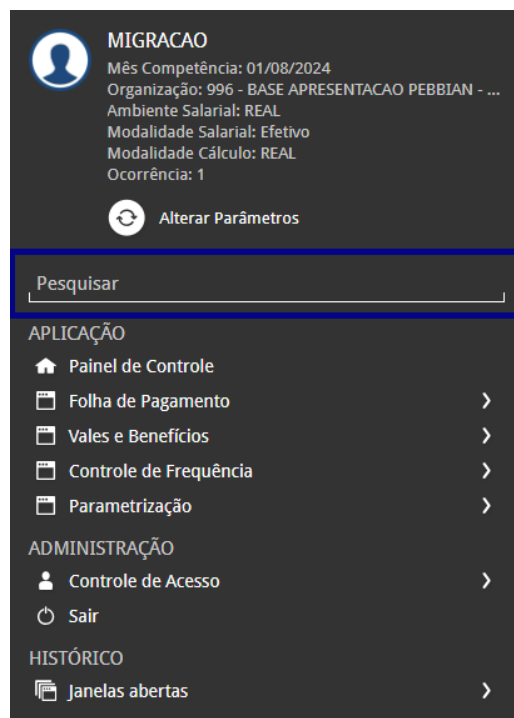 MIGRACAO
Mês Competência: 01/08/2024
Organização: 996 - BASE APRESENTACAO PEBBIAN - ...
Ambiente Salarial: REAL
Modalidade Salarial: Efetivo
Modalidade Cálculo: REAL
Ocorrência: 1
Alterar Parâmetros
Pesquisar
APLICAÇÃO
Painel de Controle
Folha de Pagamento
Vales e Benefícios
Controle de Frequência
Parametrização
ADMINISTRAÇÃO
Controle de Acesso
Sair
HISTÓRICO
Janelas abertas